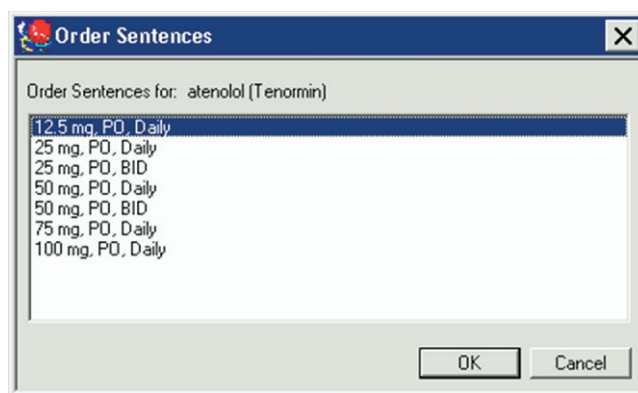 Order Sentences
Order Sentences for: atenolol (Tenormin)
12.5 mg, PO, Daily
25 mg, PO, Daily
25 mg, PO, BID
50 mg, PO, Daily
50 mg, PO, BID
75 mg, PO, Daily
100 mg, PO, Daily
OK Cancel